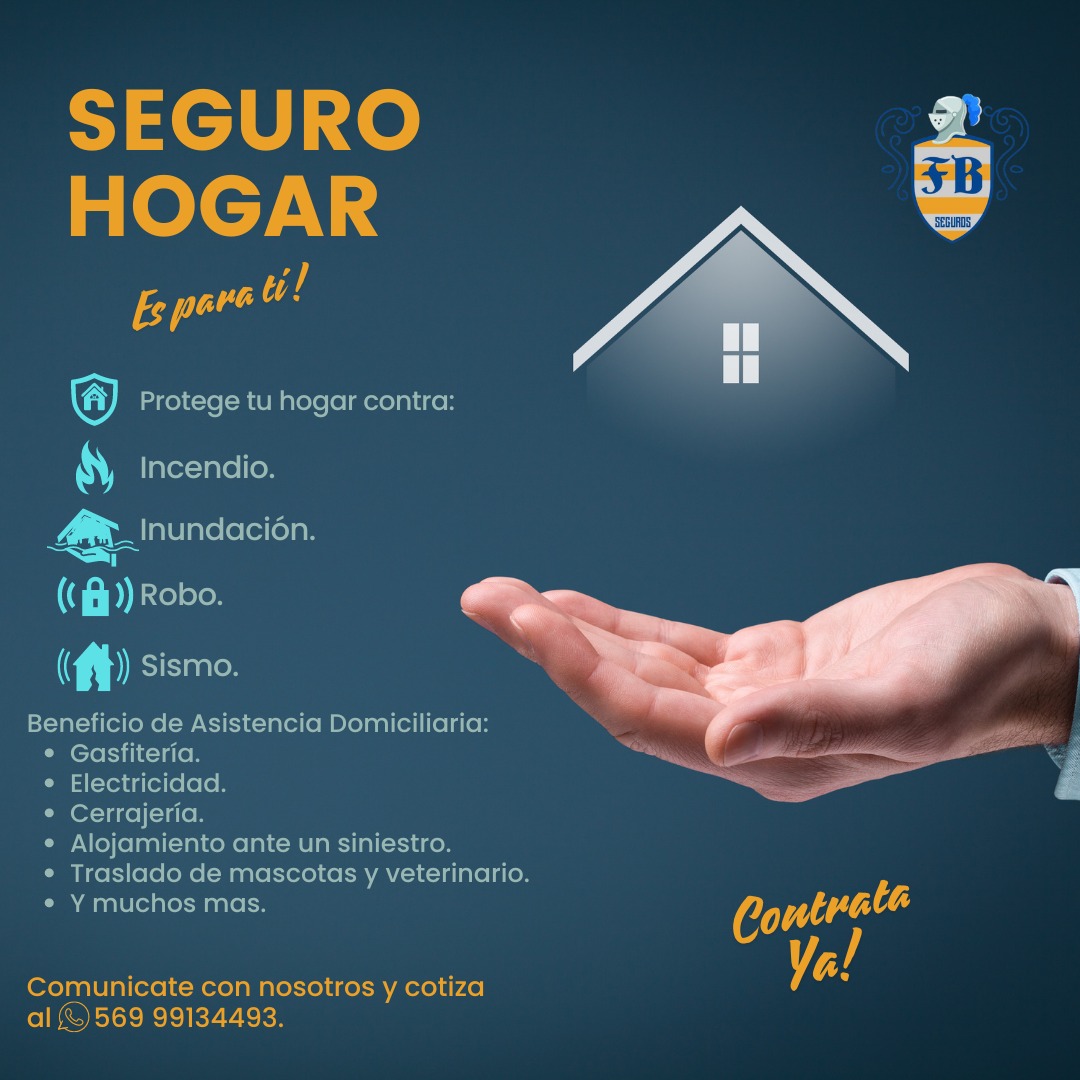 SEGURO
HOGAR
Es para tí !
FB
SEGUROS
Protege tu hogar contra:
Incendio.
Inundación.
Robo.
Sismo.
Beneficio de Asistencia Domiciliaria:
• Gasfitería.
• Electricidad.
• Cerrajería.
• Alojamiento ante un siniestro.
• Traslado de mascotas y veterinario.
• Y muchos mas.
Contrata
Ya!
Comunicate con nosotros y cotiza
al 569 99134493.